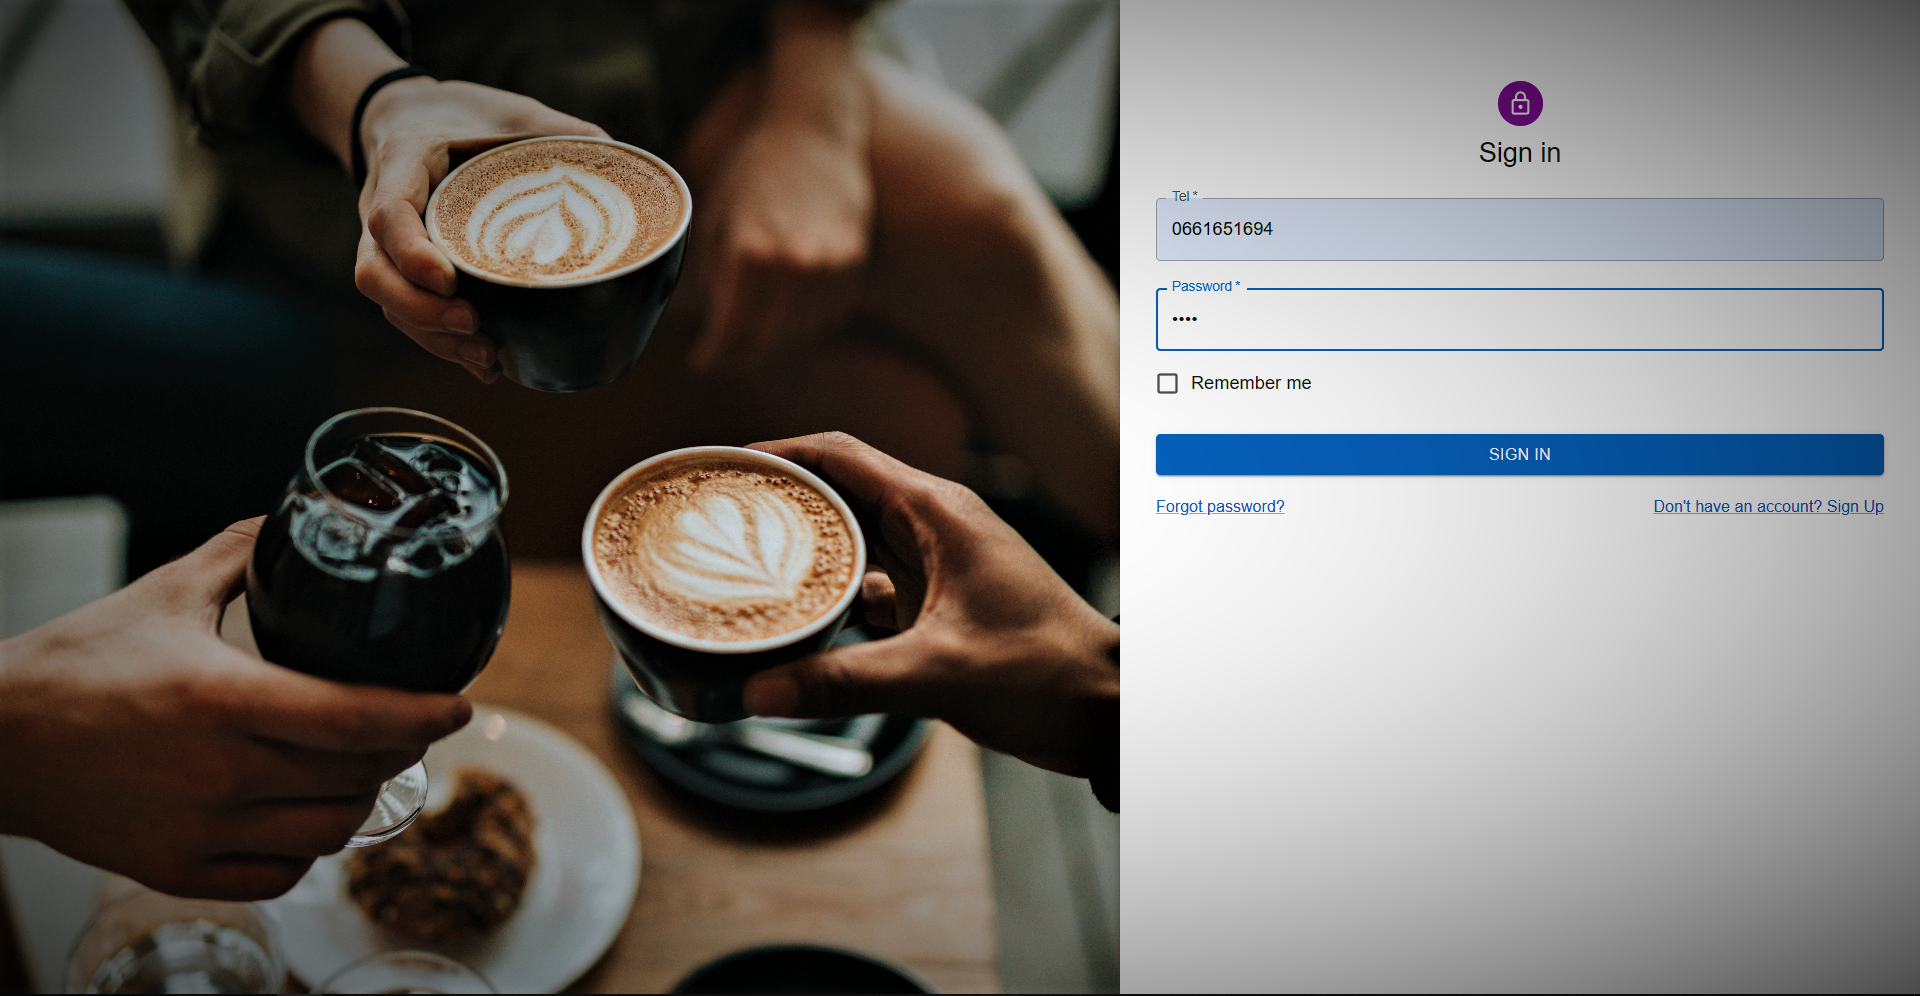 Sign in
Tel *
0661651694
Password *
••••
Remember me
SIGN IN
Forgot password?
Don't have an account? Sign Up